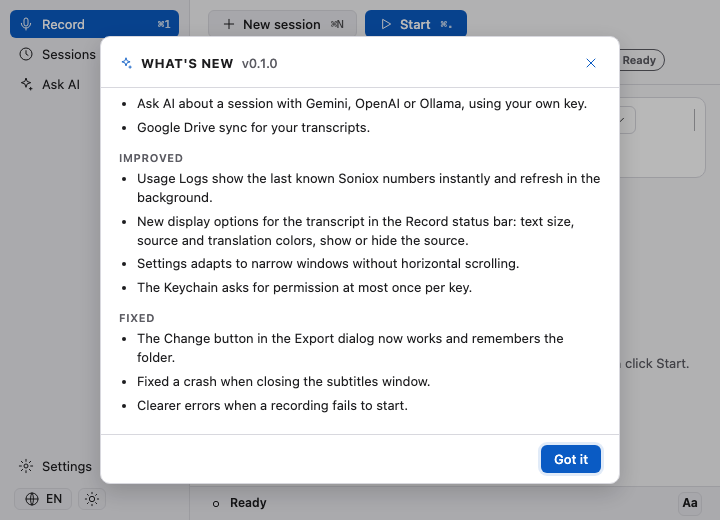 Record ⌘1
New session ⌘N
Start ⌘.
Sessions
Ask AI
Ready
WHAT'S NEW v0.1.0
• Ask AI about a session with Gemini, OpenAI or Ollama, using your own key.
• Google Drive sync for your transcripts.
IMPROVED
• Usage Logs show the last known Soniox numbers instantly and refresh in the
background.
• New display options for the transcript in the Record status bar: text size,
source and translation colors, show or hide the source.
• Settings adapts to narrow windows without horizontal scrolling.
• The Keychain asks for permission at most once per key.
FIXED
• The Change button in the Export dialog now works and remembers the
folder.
• Fixed a crash when closing the subtitles window.
• Clearer errors when a recording fails to start.
Got it
click Start.
Settings
EN
Ready
Aa